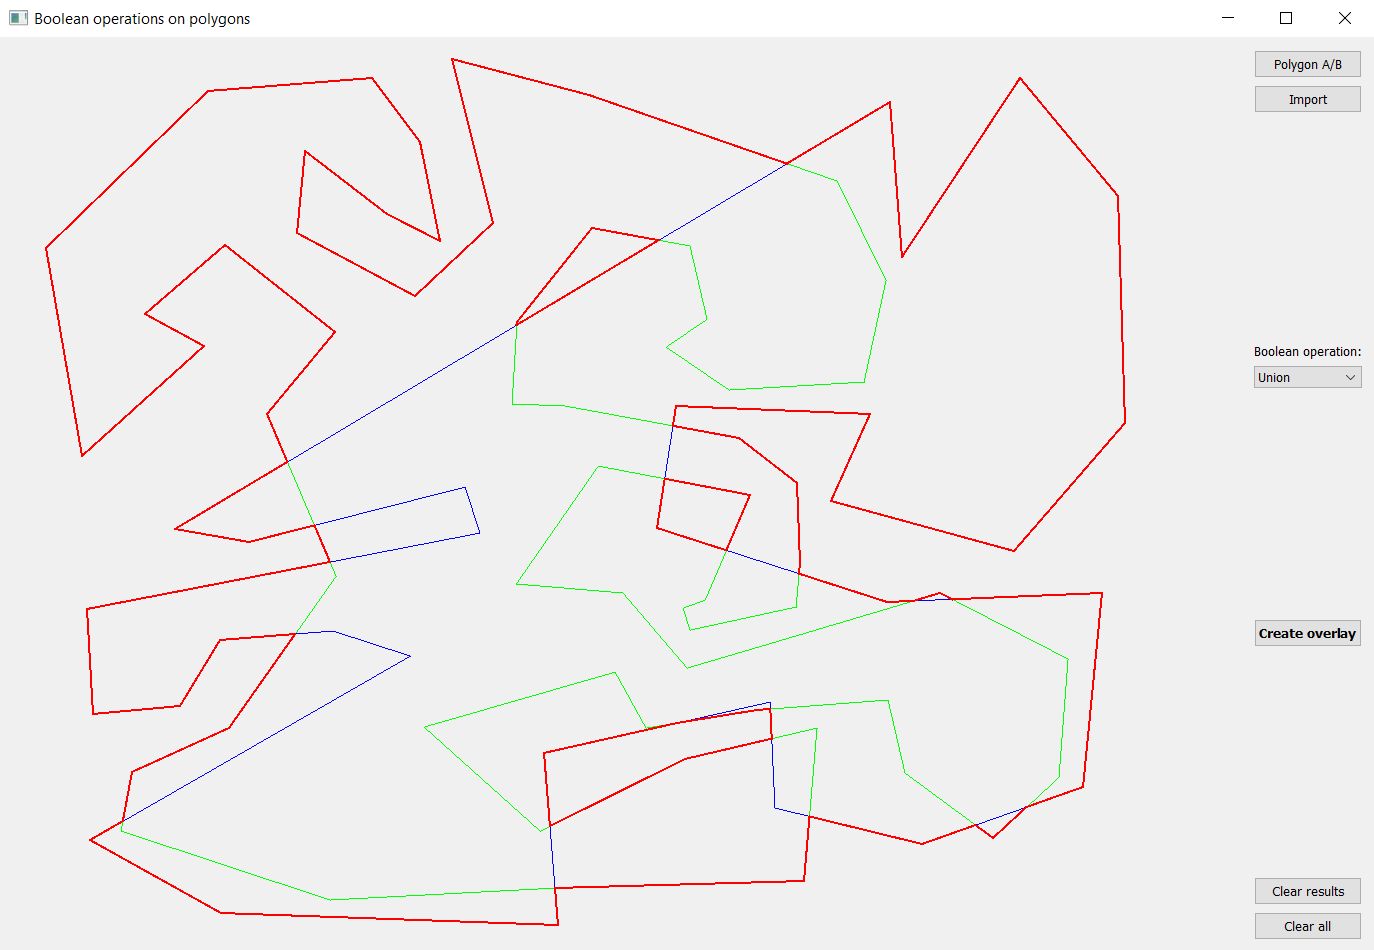 Boolean operations on polygons
Polygon A/B
Import
Boolean operation:
Union
Create overlay
Clear results
Clear all